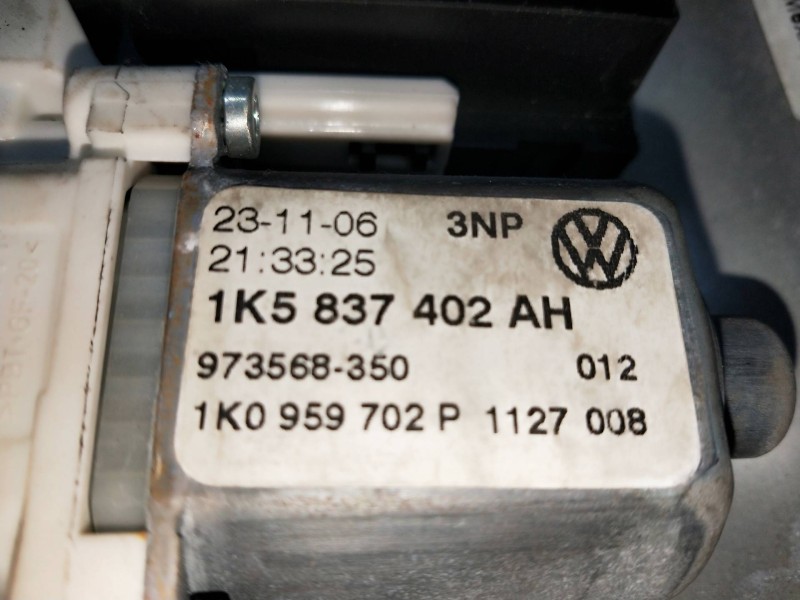 23-11-06 3NP
21:33:25
1K5 837 402 AH
973568-350 012
1K0 959 702 P 1127 008